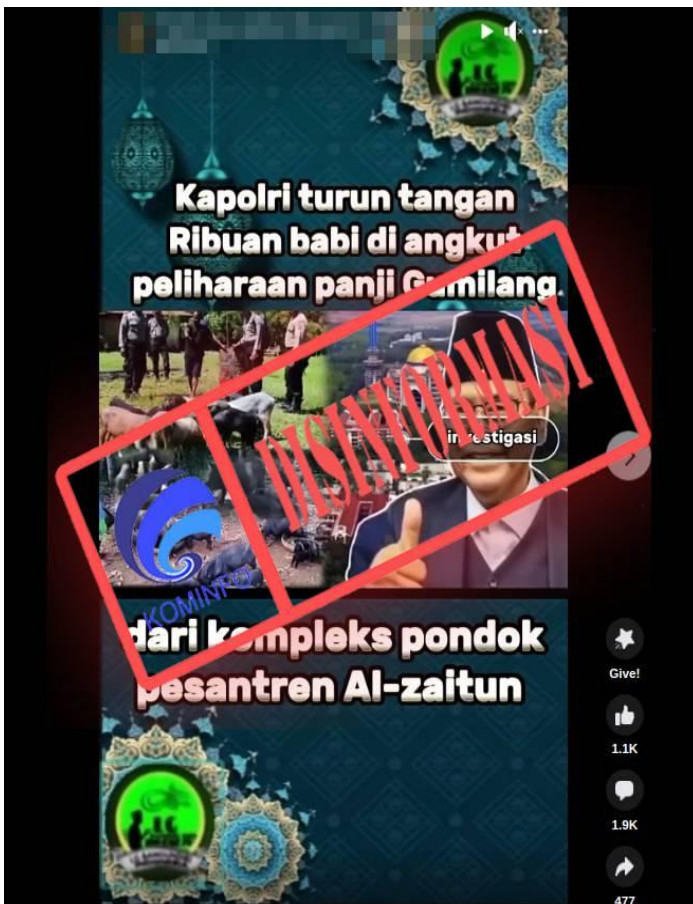 Kapolri turun tangan
Ribuan babi di angkut
peliharaan panji Gumilang.
DISINFORMASI
investigasi
KOMINFO
dari kompleks pondok
pesantren Al-zaitun
Give!
1.1K
1.9K
477